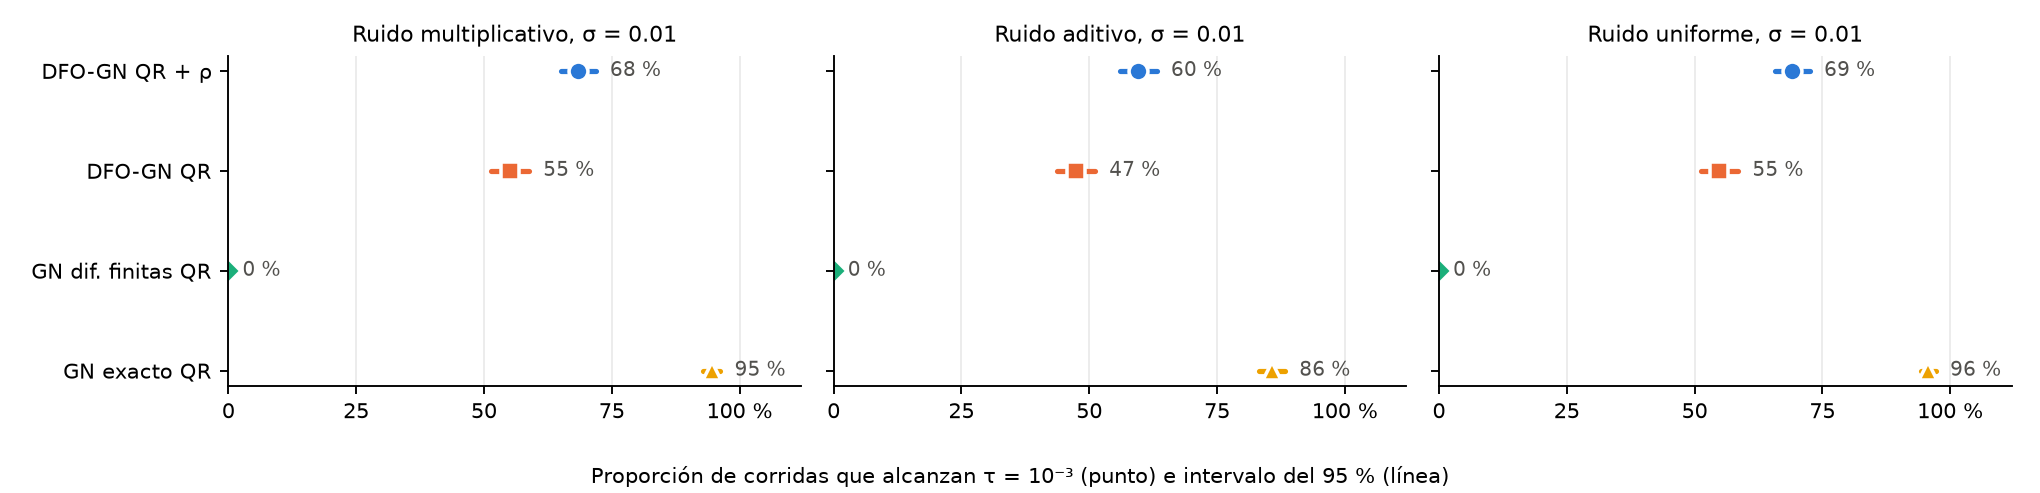 Ruido multiplicativo, σ = 0.01
Ruido aditivo, σ = 0.01
Ruido uniforme, σ = 0.01
DFO-GN QR + ρ
68 %
60 %
69 %
DFO-GN QR
55 %
47 %
55 %
GN dif. finitas QR
0 %
0 %
0 %
GN exacto QR
95 %
86 %
96 %
0 25 50 75 100 %
0 25 50 75 100 %
0 25 50 75 100 %
Proporción de corridas que alcanzan τ = 10⁻³ (punto) e intervalo del 95 % (línea)